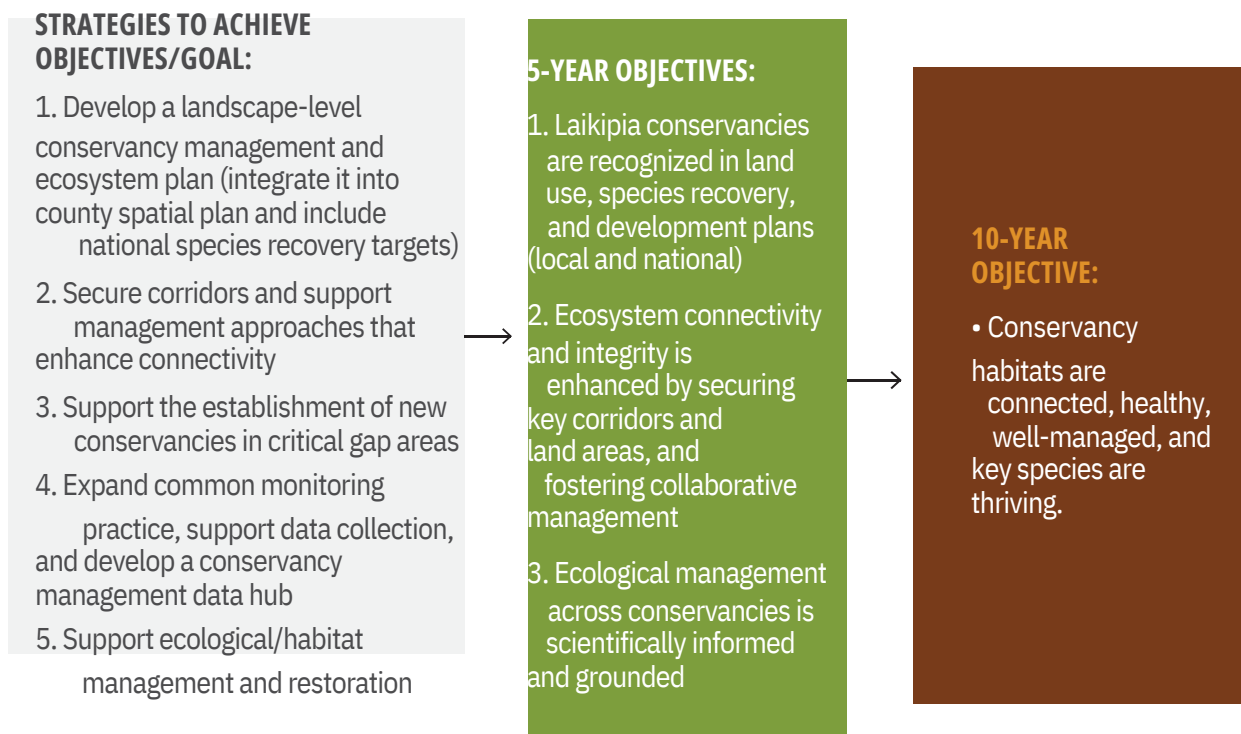 STRATEGIES TO ACHIEVE
OBJECTIVES/GOAL:
1. Develop a landscape-level
conservancy management and
ecosystem plan (integrate it into
county spatial plan and include
national species recovery targets)
2. Secure corridors and support
management approaches that
enhance connectivity
3. Support the establishment of new
conservancies in critical gap areas
4. Expand common monitoring
practice, support data collection,
and develop a conservancy
management data hub
5. Support ecological/habitat
management and restoration
5-YEAR OBJECTIVES:
1. Laikipia conservancies
are recognized in land
use, species recovery,
and development plans
(local and national)
2. Ecosystem connectivity
and integrity is
enhanced by securing
key corridors and
land areas, and
fostering collaborative
management
3. Ecological management
across conservancies is
scientifically informed
and grounded
10-YEAR
OBJECTIVE:
• Conservancy
habitats are
connected, healthy,
well-managed, and
key species are
thriving.